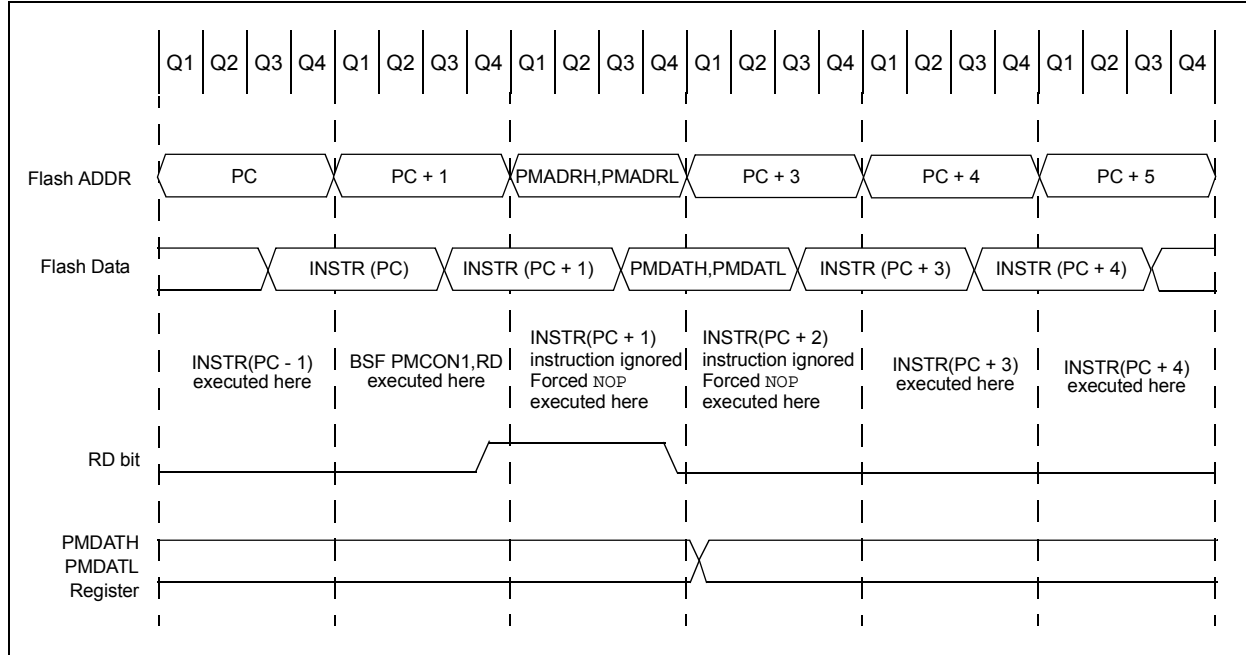 Q1 Q2 Q3 Q4 Q1 Q2 Q3 Q4 Q1 Q2 Q3 Q4 Q1 Q2 Q3 Q4 Q1 Q2 Q3 Q4 Q1 Q2 Q3 Q4
Flash ADDR PC PC + 1 PMADRH,PMADRL PC + 3 PC + 4 PC + 5
Flash Data INSTR (PC) INSTR (PC + 1) PMDATH,PMDATL INSTR (PC + 3) INSTR (PC + 4)
INSTR(PC - 1)
executed here
BSF PMCON1,RD
executed here
INSTR(PC + 1)
instruction ignored
Forced NOP
executed here
INSTR(PC + 2)
instruction ignored
Forced NOP
executed here
INSTR(PC + 3)
executed here
INSTR(PC + 4)
executed here
RD bit
PMDATH
PMDATL
Register